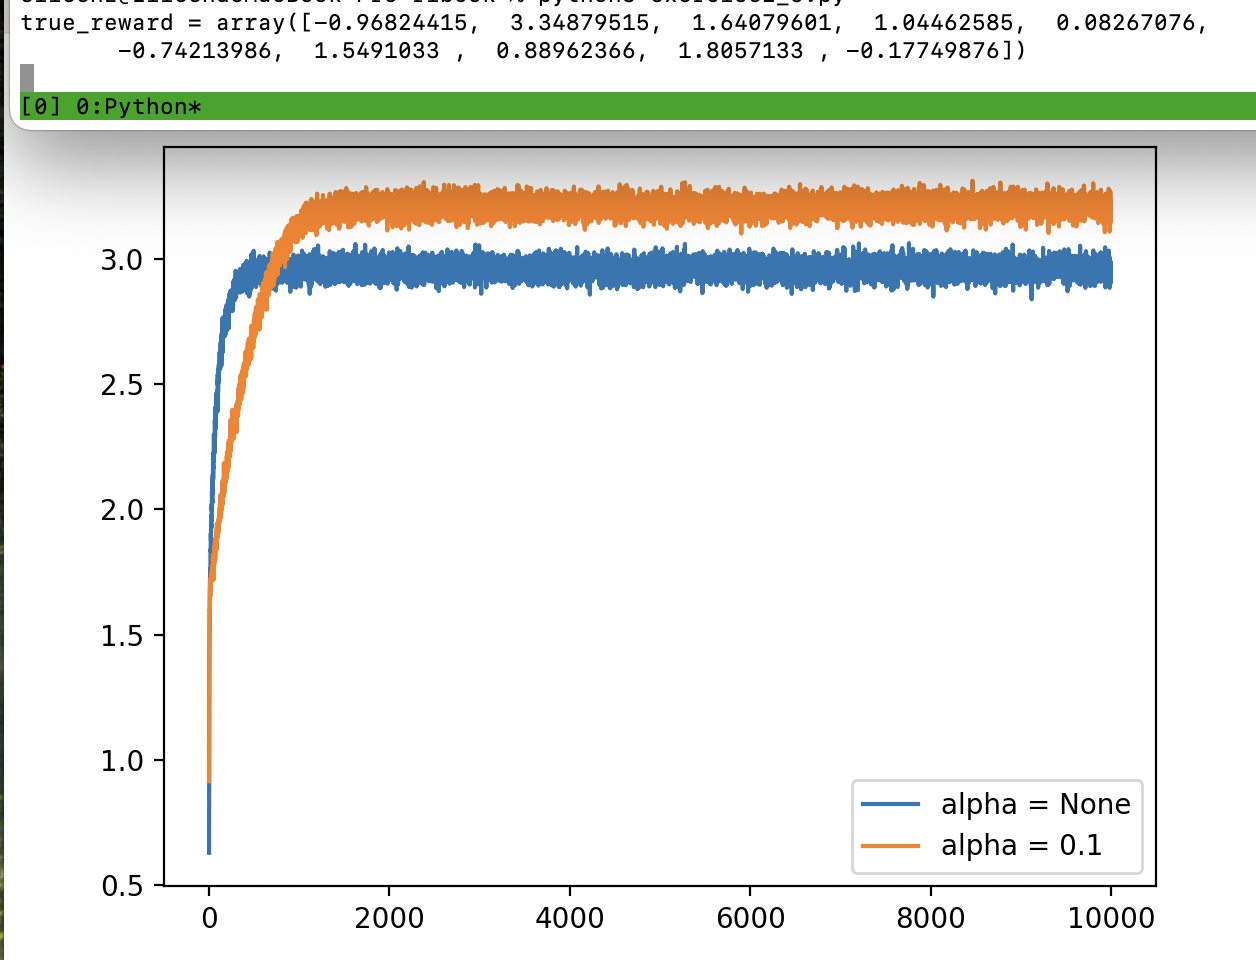 true_reward = array([-0.96824415, 3.34879515, 1.64079601, 1.04462585, 0.08267076,
-0.74213986, 1.5491033 , 0.88962366, 1.8057133 , -0.17749876])
[0] 0:Python*
3.0
2.5
2.0
1.5
1.0
0.5
alpha = None
alpha = 0.1
0 2000 4000 6000 8000 10000